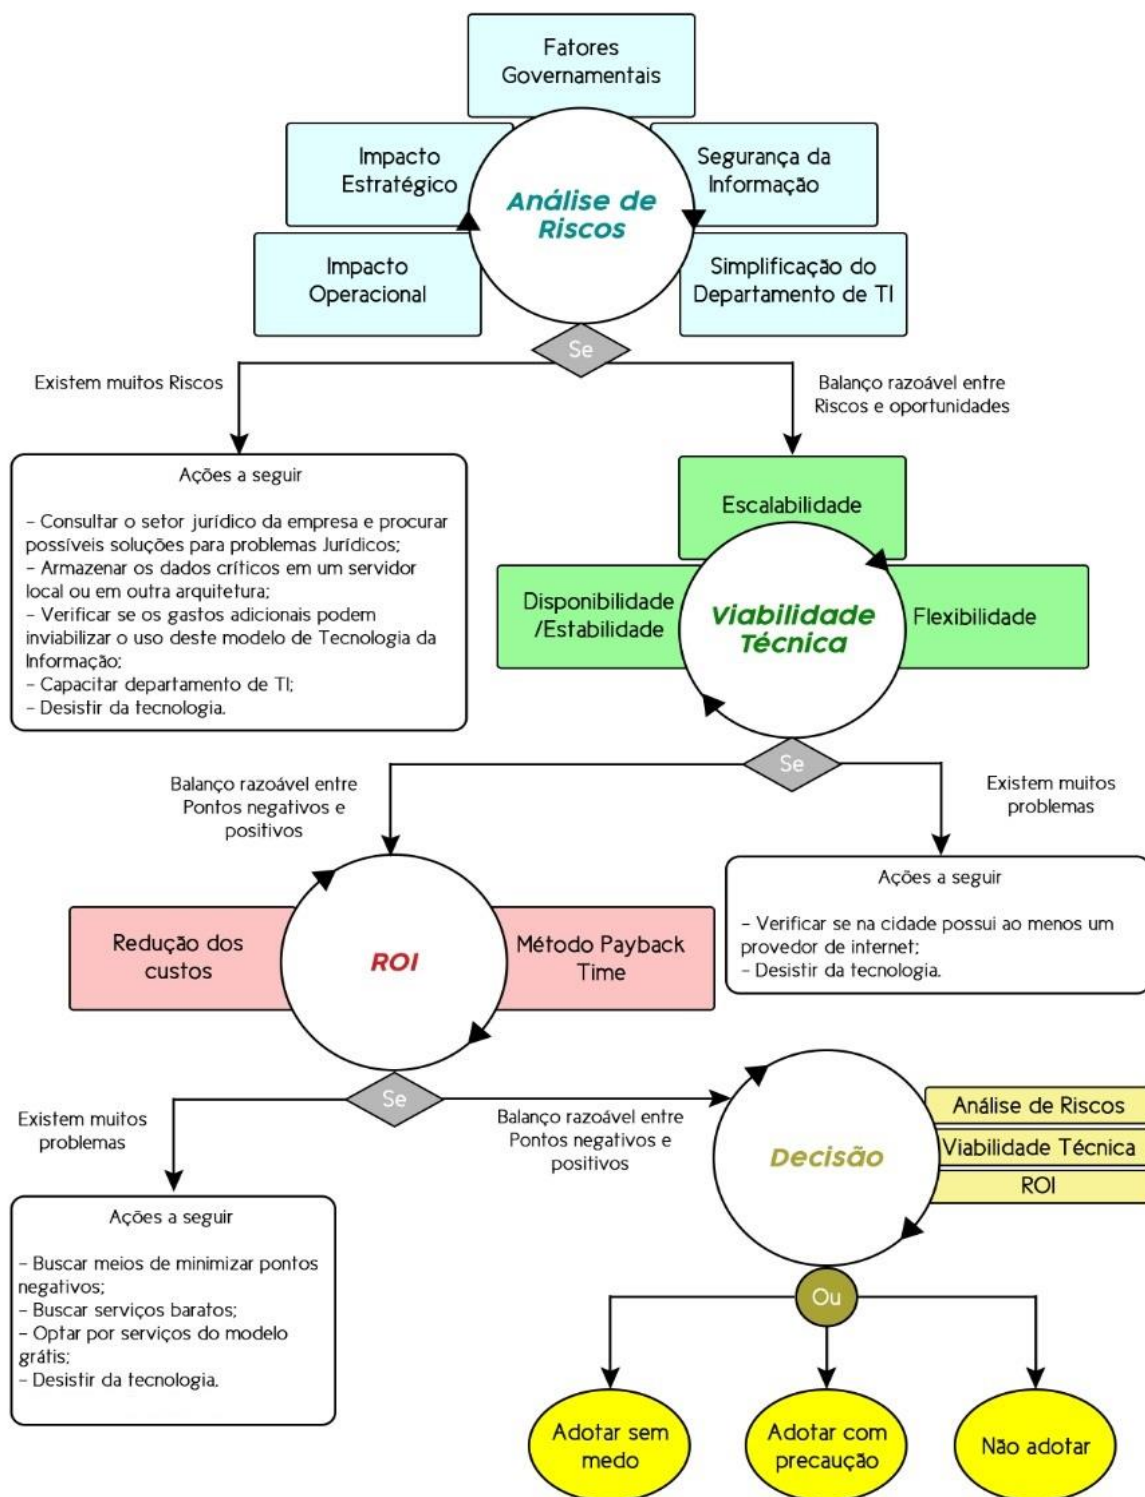 Fatores
Governamentais
Impacto
Estratégico
Segurança da
Informação
Análise de
Riscos
Impacto
Operacional
Simplificação do
Departamento de TI
Se
Existem muitos Riscos
Balanço razoável entre
Riscos e oportunidades
Ações a seguir
- Consultar o setor jurídico da empresa e procurar
possíveis soluções para problemas Jurídicos;
- Armazenar os dados críticos em um servidor
local ou em outra arquitetura;
- Verificar se os gastos adicionais podem
inviabilizar o uso deste modelo de Tecnologia da
Informação;
- Capacitar departamento de TI;
- Desistir da tecnologia.
Escalabilidade
Disponibilidade
/Estabilidade
Viabilidade
Técnica
Flexibilidade
Se
Balanço razoável entre
Pontos negativos e
positivos
Existem muitos
problemas
Ações a seguir
- Verificar se na cidade possui ao menos um
provedor de internet;
- Desistir da tecnologia.
Redução dos
custos
ROI
Método Payback
Time
Se
Existem muitos
problemas
Balanço razoável entre
Pontos negativos e
positivos
Decisão
Análise de Riscos
Viabilidade Técnica
ROI
Ações a seguir
- Buscar meios de minimizar pontos
negativos;
- Buscar serviços baratos;
- Optar por serviços do modelo
grátis;
- Desistir da tecnologia.
Ou
Adotar sem
medo
Adotar com
precaução
Não adotar